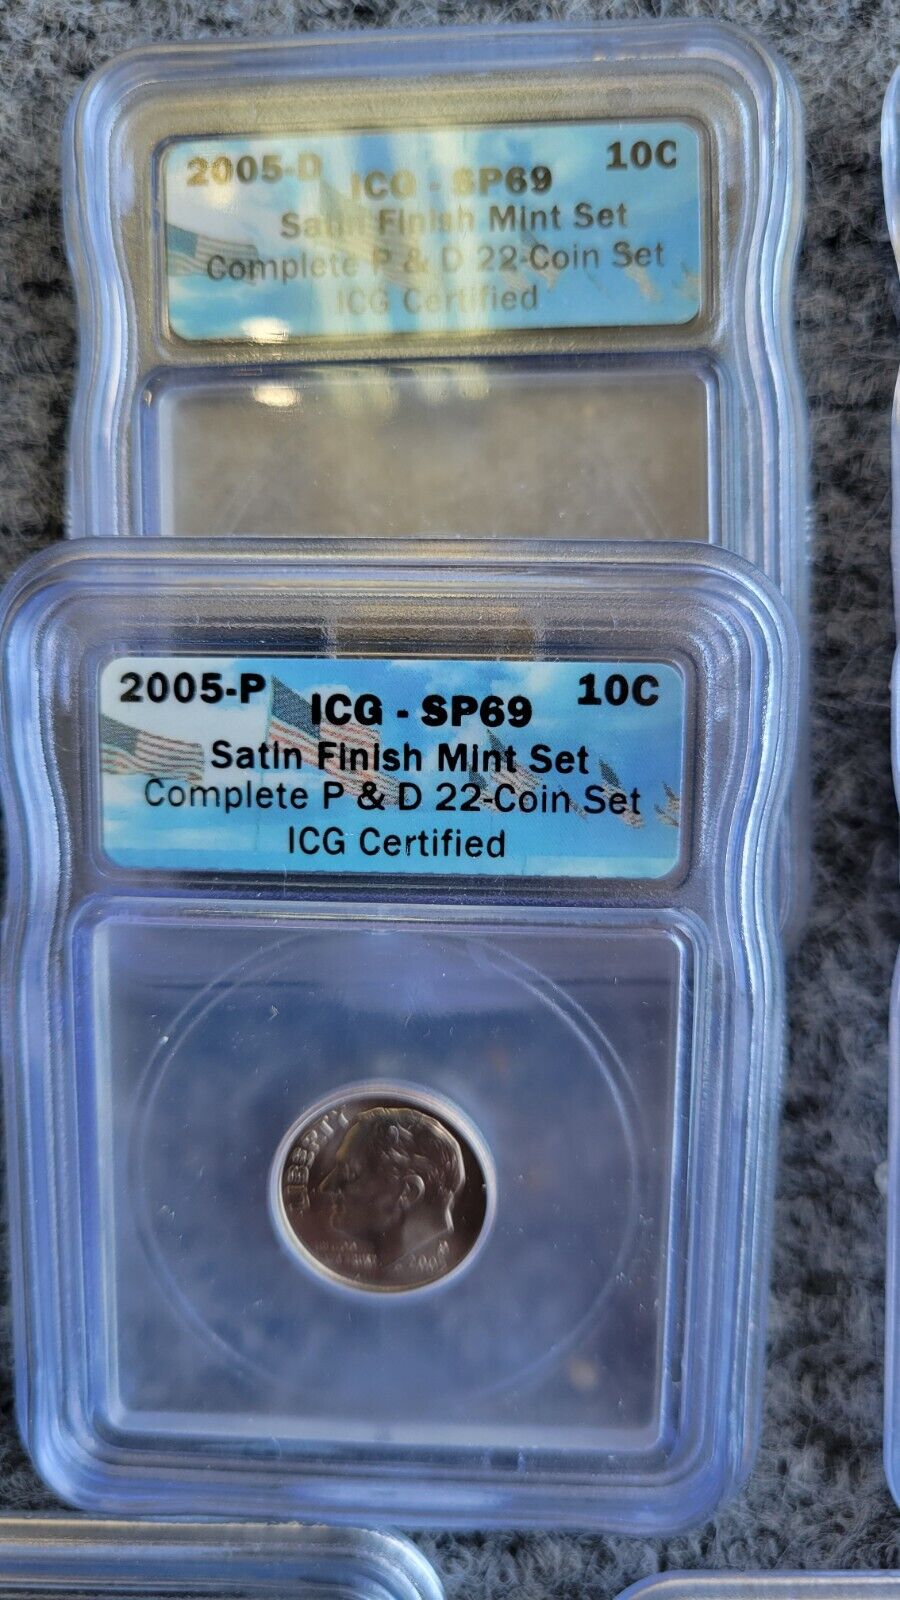 2005-D ICG - SP69 10C
Satin Finish Mint Set
Complete P & D 22-Coin Set
ICG Certified
2005-P ICG - SP69 10C
Satin Finish Mint Set
Complete P & D 22-Coin Set
ICG Certified
LIBERTY
2005